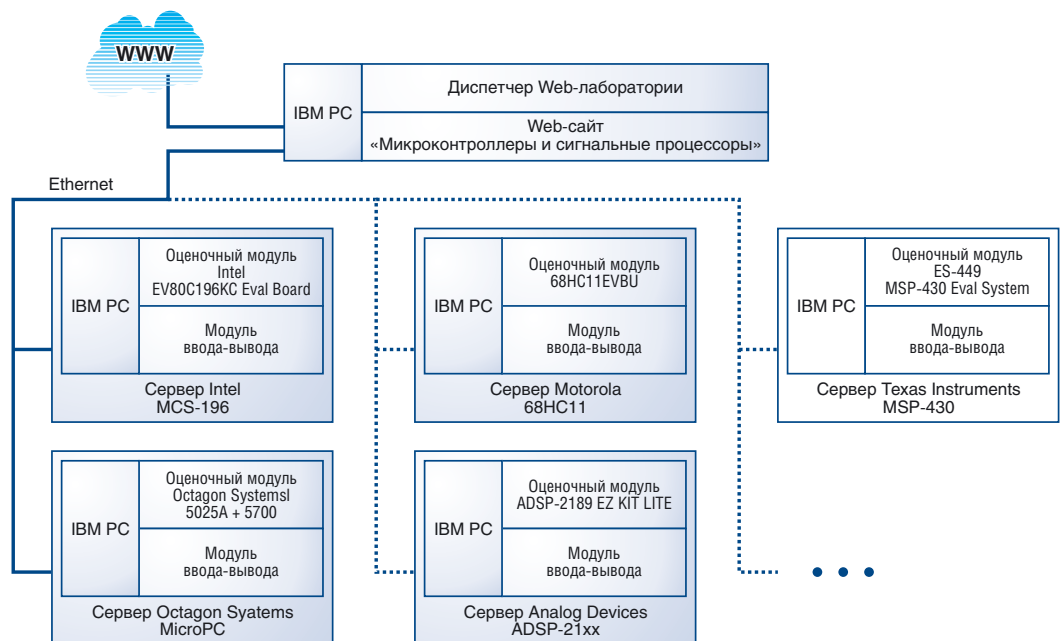 WWW
IBM PC
Диспетчер Web-лаборатории
Web-сайт
«Микроконтроллеры и сигнальные процессоры»
Ethernet
IBM PC
Оценочный модуль
Intel
EV80C196KC Eval Board
Модуль
ввода-вывода
Сервер Intel
MCS-196
IBM PC
Оценочный модуль
68HC11EVBU
Модуль
ввода-вывода
Сервер Motorola
68HC11
IBM PC
Оценочный модуль
ES-449
MSP-430 Eval System
Модуль
ввода-вывода
Сервер Texas Instruments
MSP-430
IBM PC
Оценочный модуль
Octagon Systemsl
5025A + 5700
Модуль
ввода-вывода
Сервер Octagon Syatems
MicroPC
IBM PC
Оценочный модуль
ADSP-2189 EZ KIT LITE
Модуль
ввода-вывода
Сервер Analog Devices
ADSP-21xx